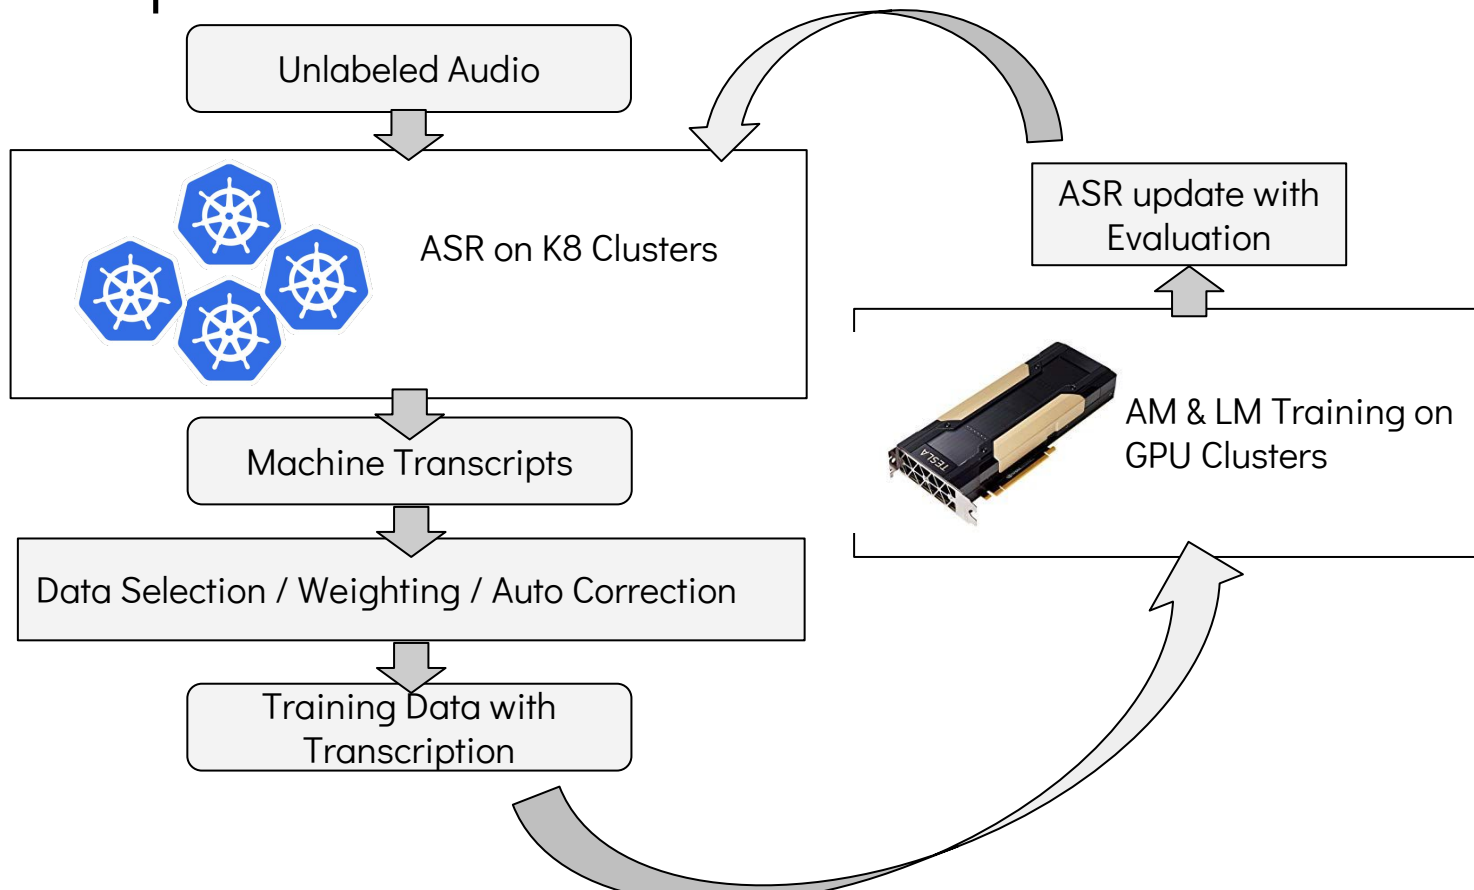 Unlabeled Audio
ASR on K8 Clusters
Machine Transcripts
Data Selection / Weighting / Auto Correction
Training Data with
Transcription
ASR update with
Evaluation
TESLA
AM & LM Training on
GPU Clusters